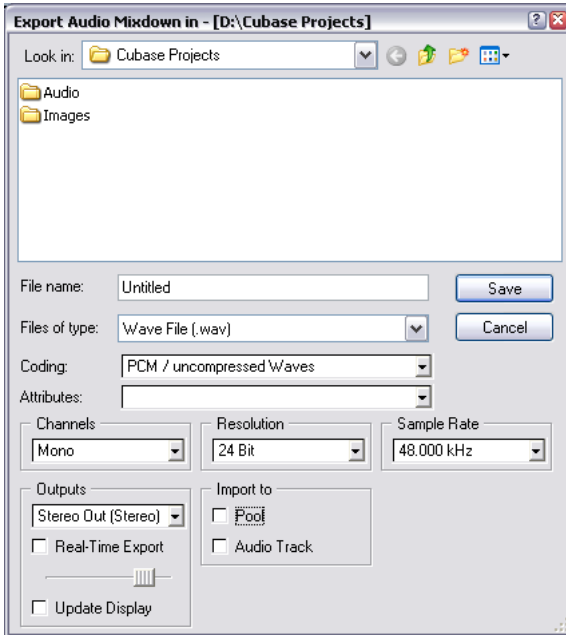 Export Audio Mixdown in - [D:\Cubase Projects]
Look in: Cubase Projects
Audio
Images
File name: Untitled Save
Files of type: Wave File (.wav) Cancel
Coding: PCM / uncompressed Waves
Attributes:
Channels Resolution Sample Rate
Mono 24 Bit 48.000 kHz
Outputs Import to
Stereo Out (Stereo) Pool
Real-Time Export Audio Track
Update Display